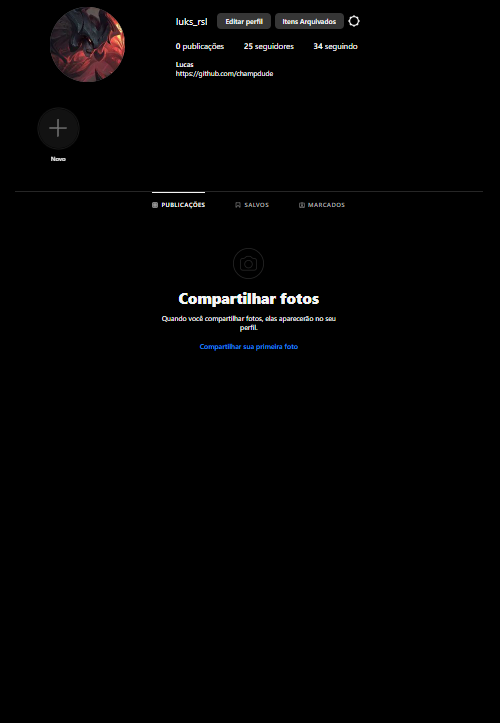 luks_rsl Editar perfil Itens Arquivados
0 publicações 25 seguidores 34 seguindo
Lucas
https://github.com/champdude
Novo
PUBLICAÇÕES SALVOS MARCADOS
Compartilhar fotos
Quando você compartilhar fotos, elas aparecerão no seu
perfil.
Compartilhar sua primeira foto